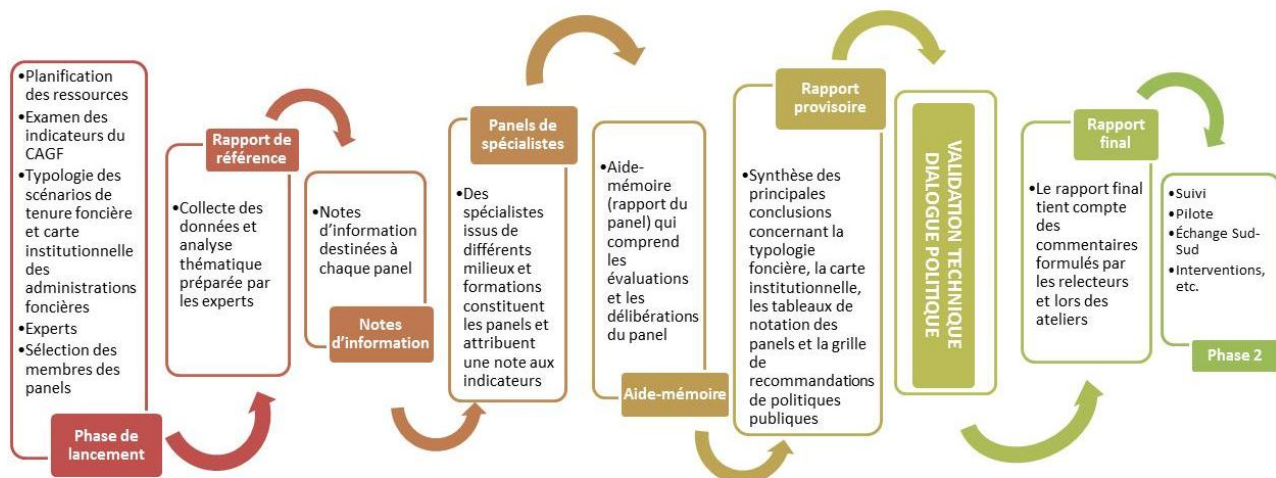 •Planification
des ressources
•Examen des
indicateurs du
CAGF
•Typologie des
scénarios de
tenure foncière
et carte
institutionnelle
des
administrations
foncières
•Experts
•Sélection des
membres des
panels
Phase de
lancement
Rapport de
référence
•Collecte des
données et
analyse
thématique
préparée par
les experts
•Notes
d'information
destinées à
chaque panel
Notes
d'information
Panels de
spécialistes
•Des
spécialistes
issus de
différents
milieux et
formations
constituent
les panels et
attribuent
une note aux
indicateurs
•Aide-
mémoire
(rapport du
panel) qui
comprend
les
évaluations
et les
délibérations
du panel
Aide-mémoire
Rapport
provisoire
•Synthèse des
principales
conclusions
concernant la
typologie
foncière, la carte
institutionnelle,
les tableaux de
notation des
panels et la grille
de
recommandations
de politiques
publiques
VALIDATION TECHNIQUE
DIALOGUE POLITIQUE
Rapport
final
•Le rapport final
tient compte
des
commentaires
formulés par
les relecteurs
et lors des
ateliers
•Suivi
•Pilote
•Échange Sud-
Sud
•Interventions,
etc.
Phase 2